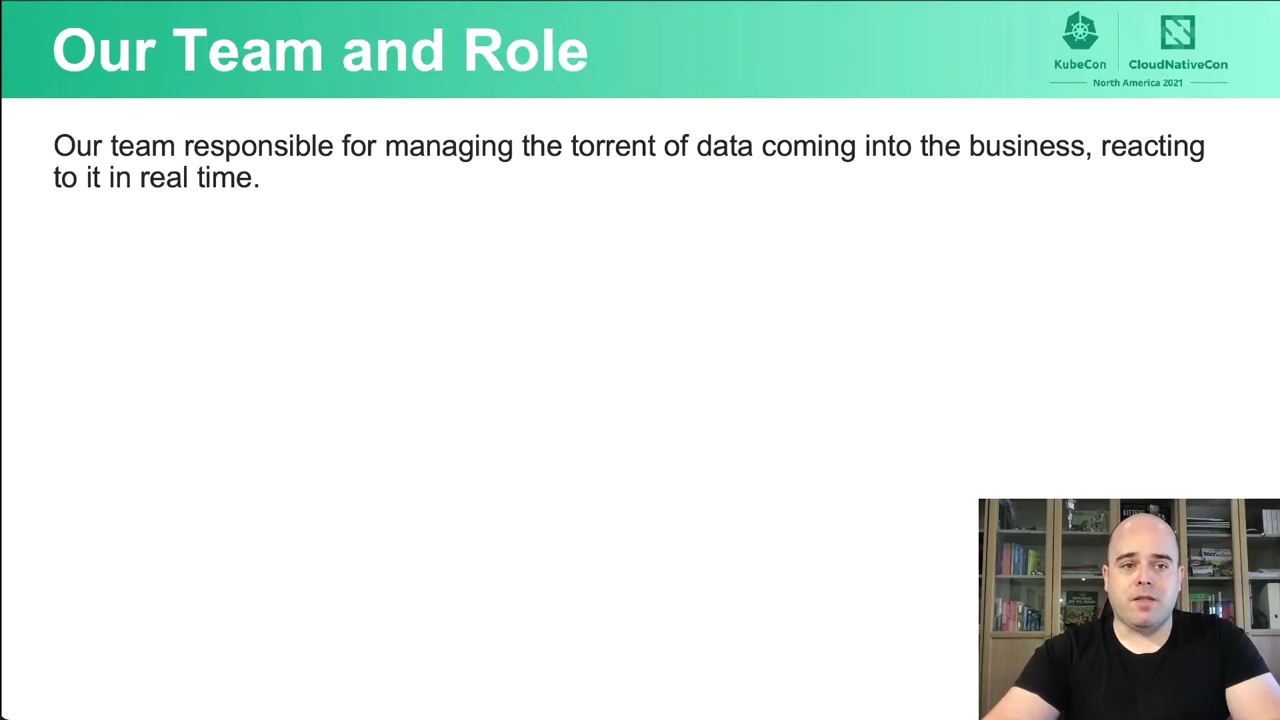 Our Team and Role
KubeCon
CloudNativeCon
North America 2021
Our team responsible for managing the torrent of data coming into the business, reacting
to it in real time.